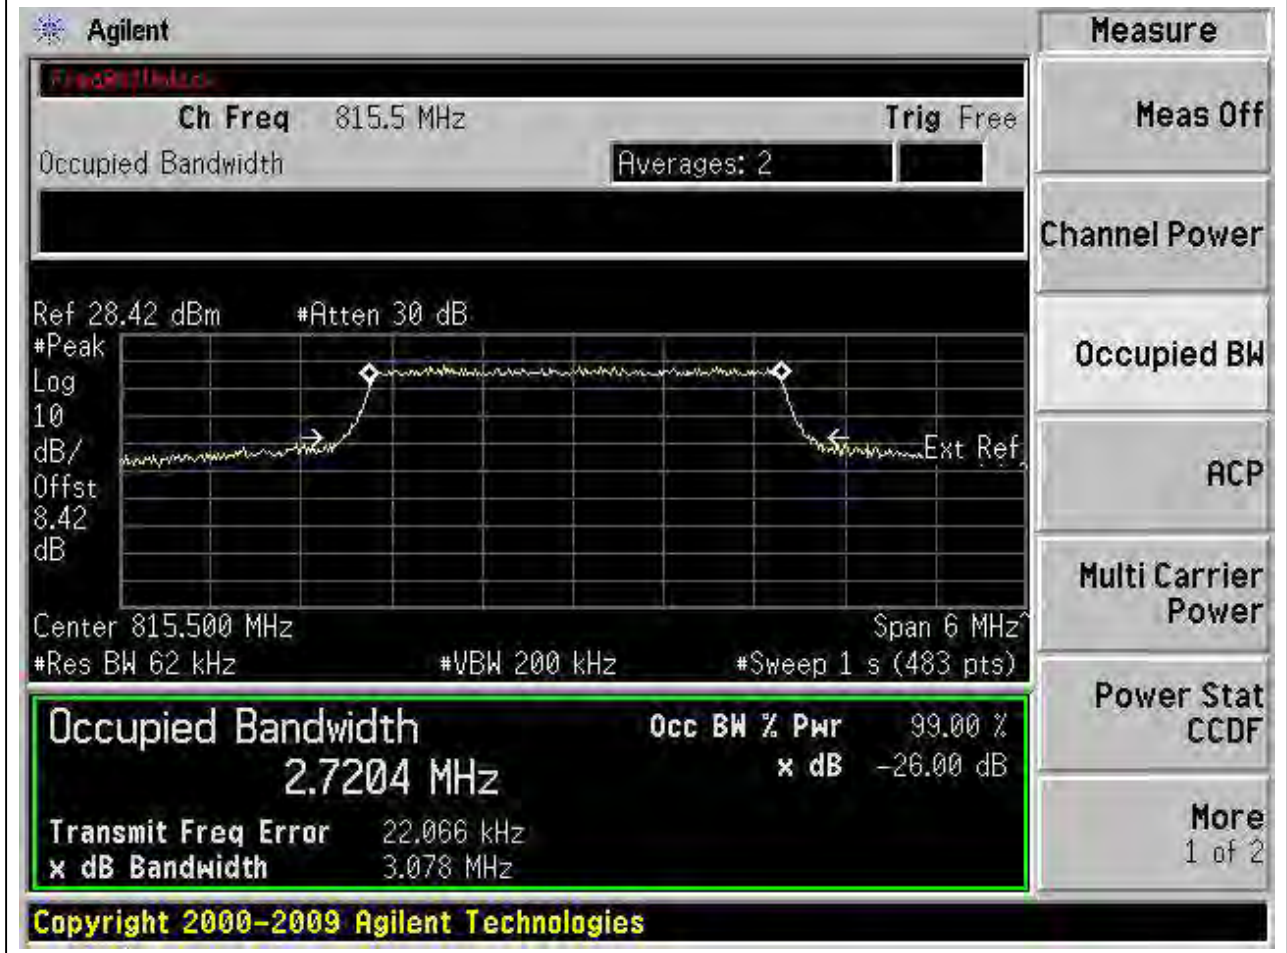 Agilent
Measure
Ch Freq 815.5 MHz Trig Free
Occupied Bandwidth Averages: 2
Meas Off
Channel Power
Occupied BW
ACP
Multi Carrier
Power
Power Stat
CCDF
More
1 of 2
Ref 28.42 dBm #Atten 30 dB
#Peak
Log
10
dB/
Offst
8.42
dB
Ext Ref
Center 815.500 MHz Span 6 MHz
#Res BW 62 kHz #VBW 200 kHz #Sweep 1 s (483 pts)
Occupied Bandwidth
2.7204 MHz
Occ BW % Pwr 99.00 %
x dB -26.00 dB
Transmit Freq Error 22.066 kHz
x dB Bandwidth 3.078 MHz
Copyright 2000-2009 Agilent Technologies